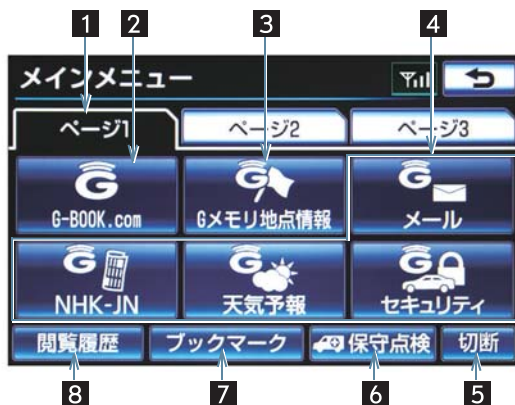 1 2 3 4
メインメニュー
ページ1 ページ2 ページ3
G-BOOK.com Gメモリ地点情報 メール
NHK-JN 天気予報 セキュリティ
閲覧履歴 ブックマーク 保守点検 切断
8 7 6 5